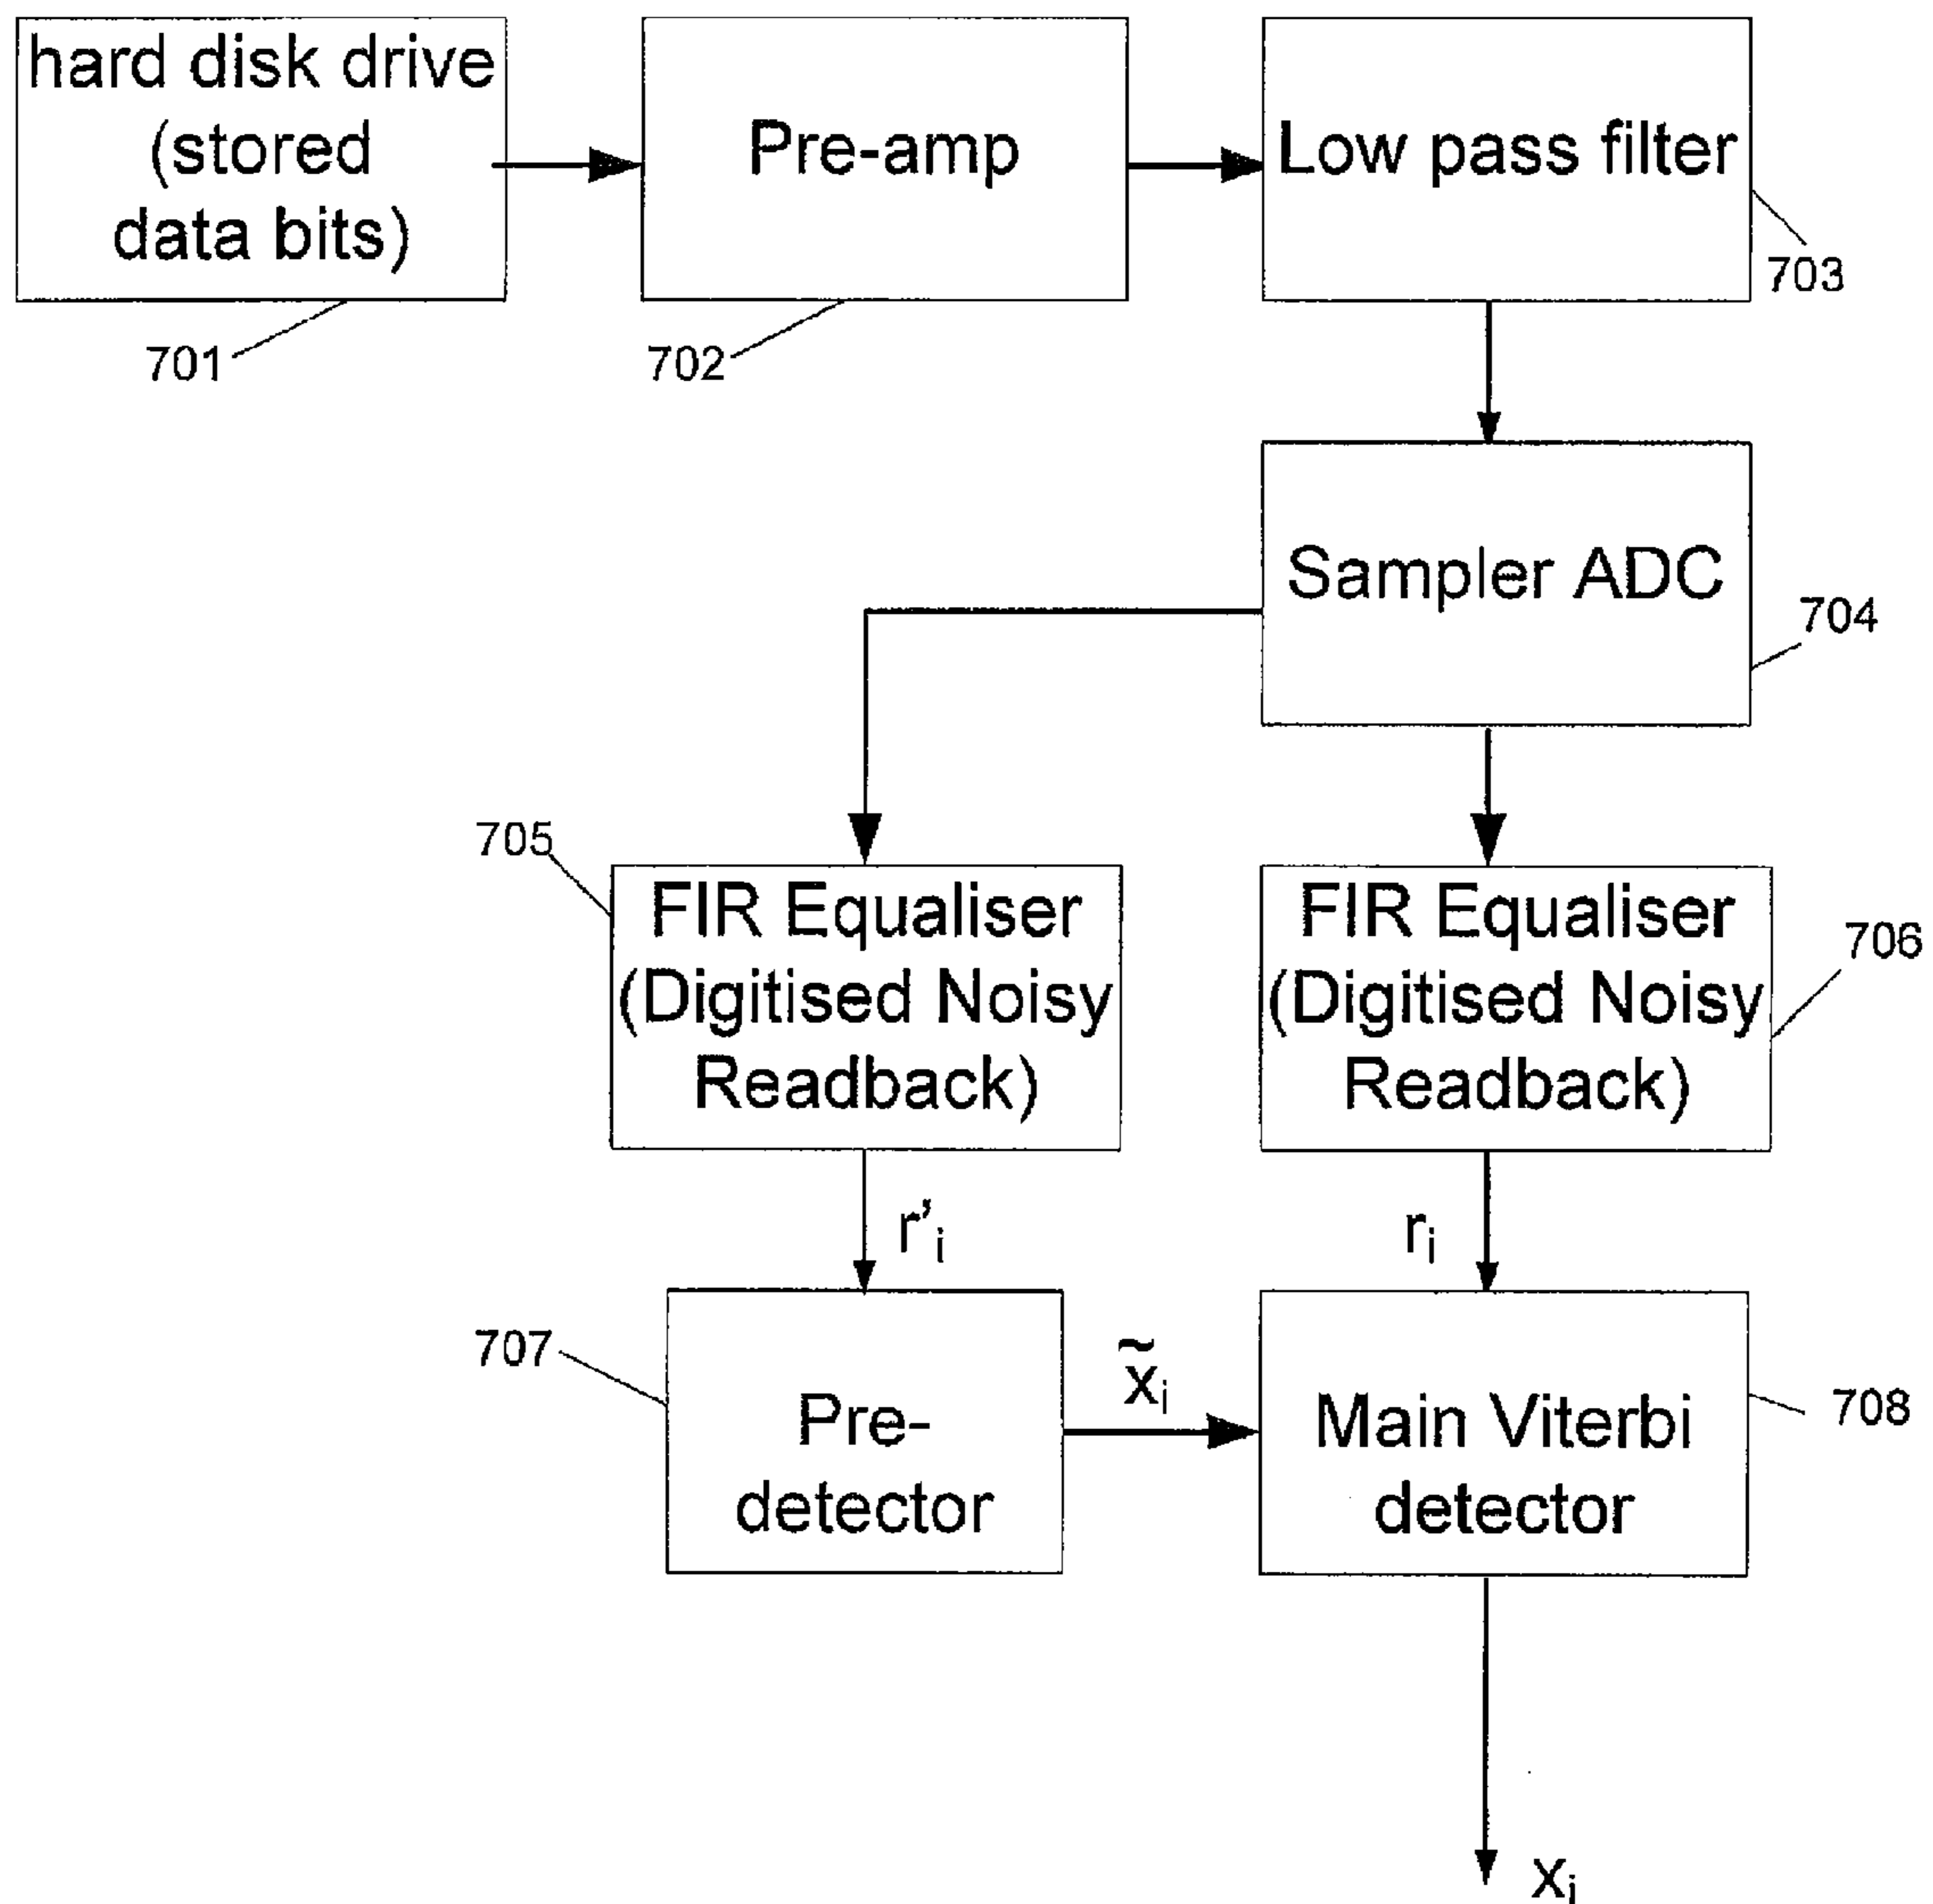 hard disk drive
(stored
data bits)
Pre-amp
Low pass filter
701
702
703
Sampler ADC
704
705
FIR Equaliser
(Digitised Noisy
Readback)
FIR Equaliser
(Digitised Noisy
Readback)
706
r’ᵢ
rᵢ
707
Pre-
detector
x̃ᵢ
Main Viterbi
detector
708
xᵢ